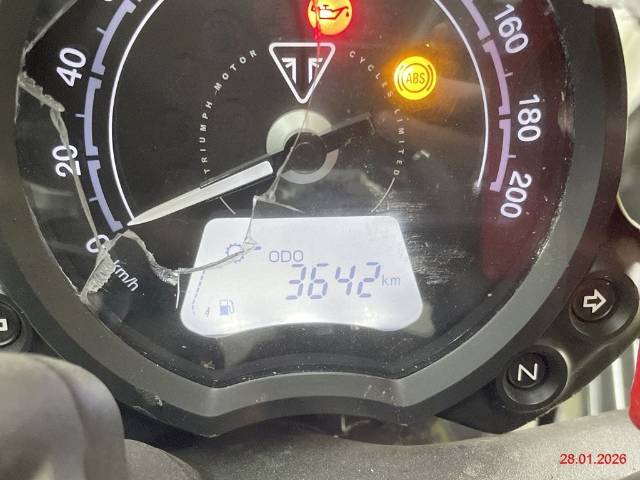 160
40
ABS
TRIUMPH MOTOR CYCLES LIMITED
180
20
200
0
km/h
ODO
3642 km
N
28.01.2026